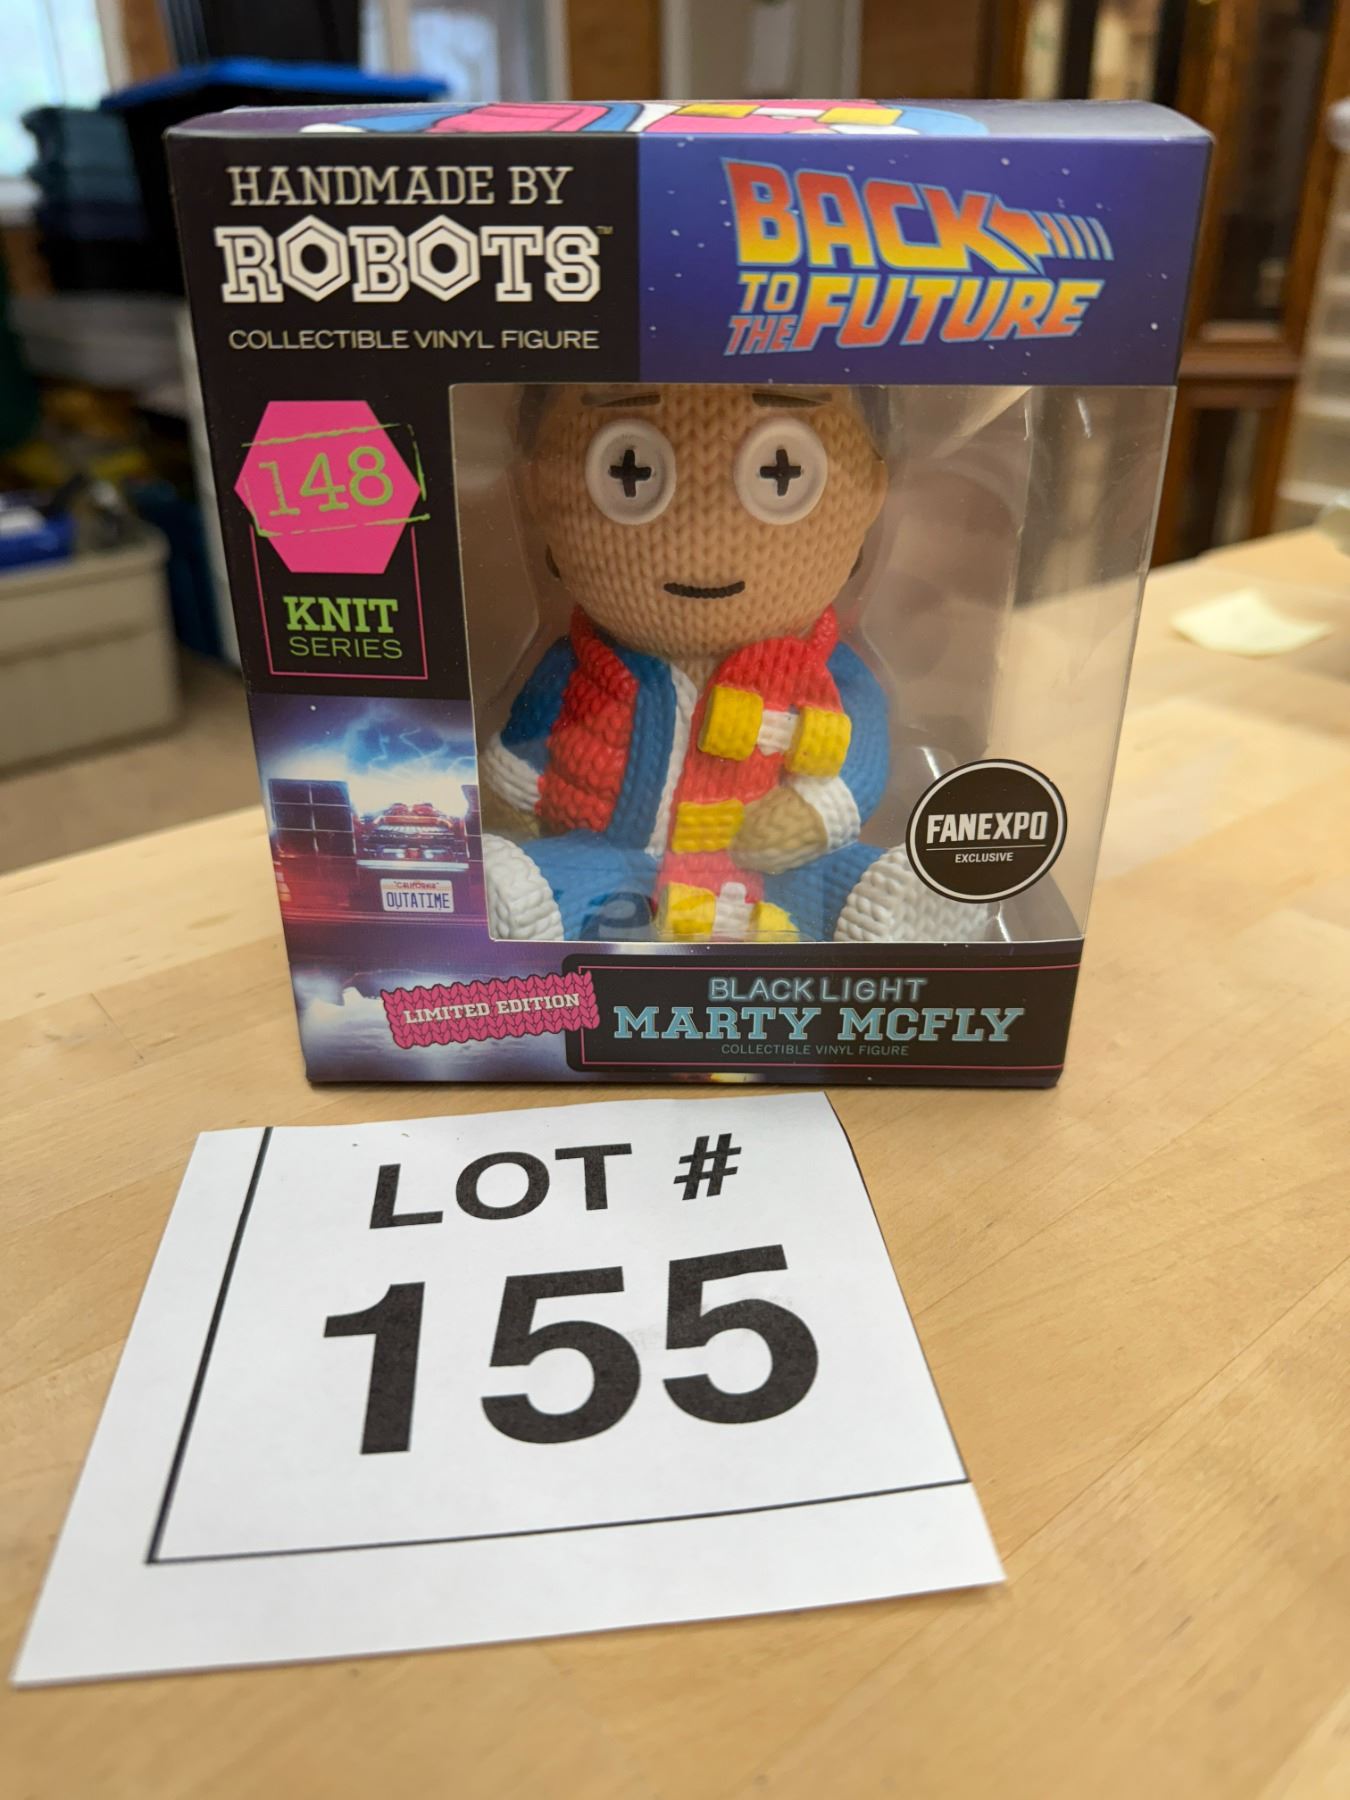 HANDMADE BY
ROBOTS™
COLLECTIBLE VINYL FIGURE
BACK
TO THE FUTURE
148
KNIT
SERIES
"CALIFORNIA"
OUTATIME
FANEXPO
EXCLUSIVE
LIMITED EDITION
BLACK LIGHT
MARTY MCFLY
COLLECTIBLE VINYL FIGURE
LOT #
155